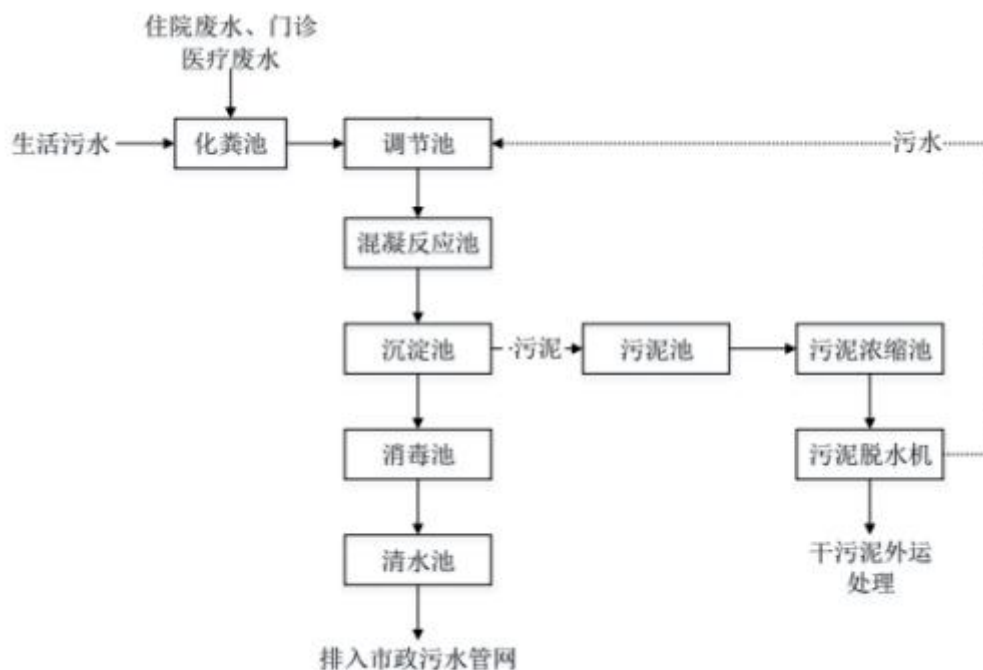 住院废水、门诊
医疗废水
生活污水
化粪池
调节池
污水
混凝反应池
沉淀池
污泥
污泥池
污泥浓缩池
消毒池
污泥脱水机
清水池
干污泥外运
处理
排入市政污水管网